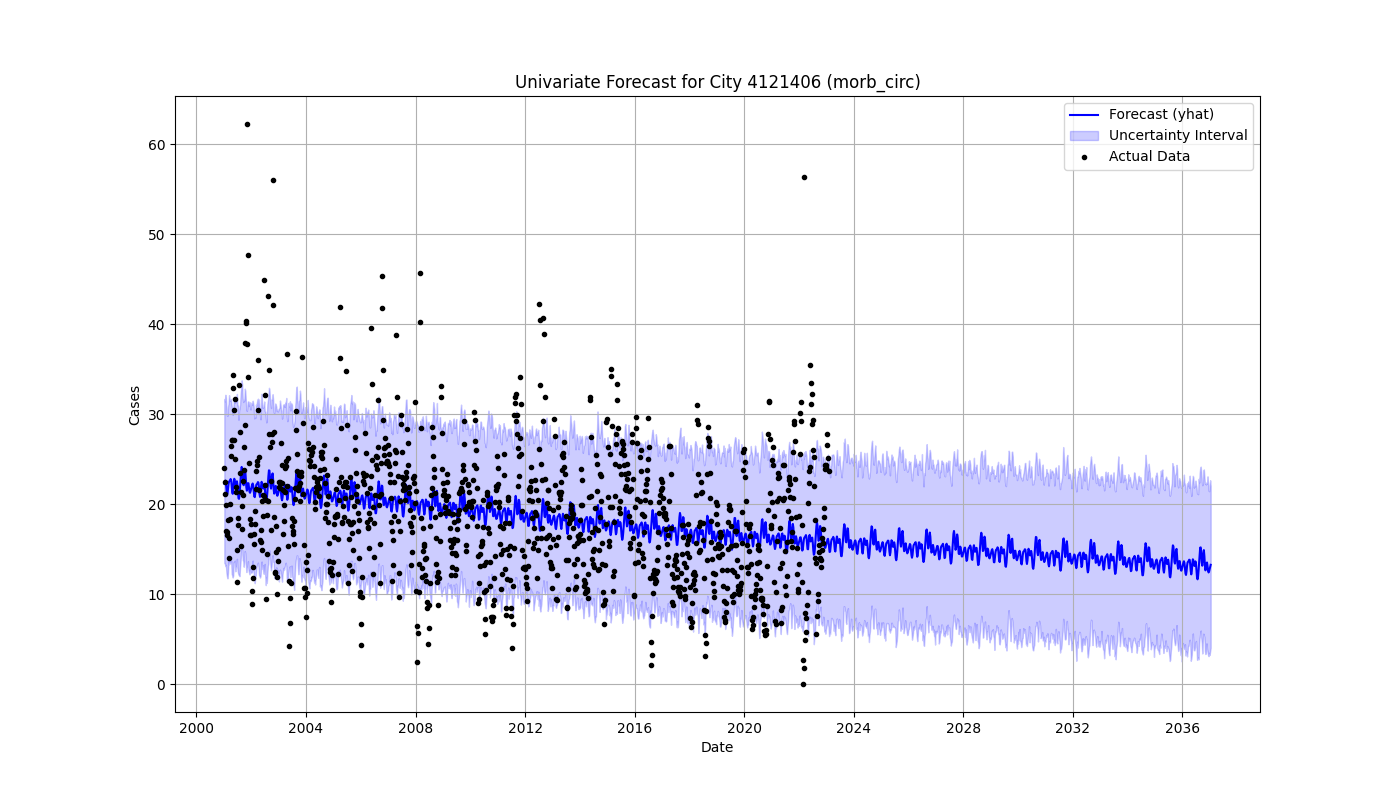 Univariate Forecast for City 4121406 (morb_circ)
Forecast (yhat)
Uncertainty Interval
Actual Data
60
50
40
30
20
10
0
Cases
2000 2004 2008 2012 2016 2020 2024 2028 2032 2036
Date